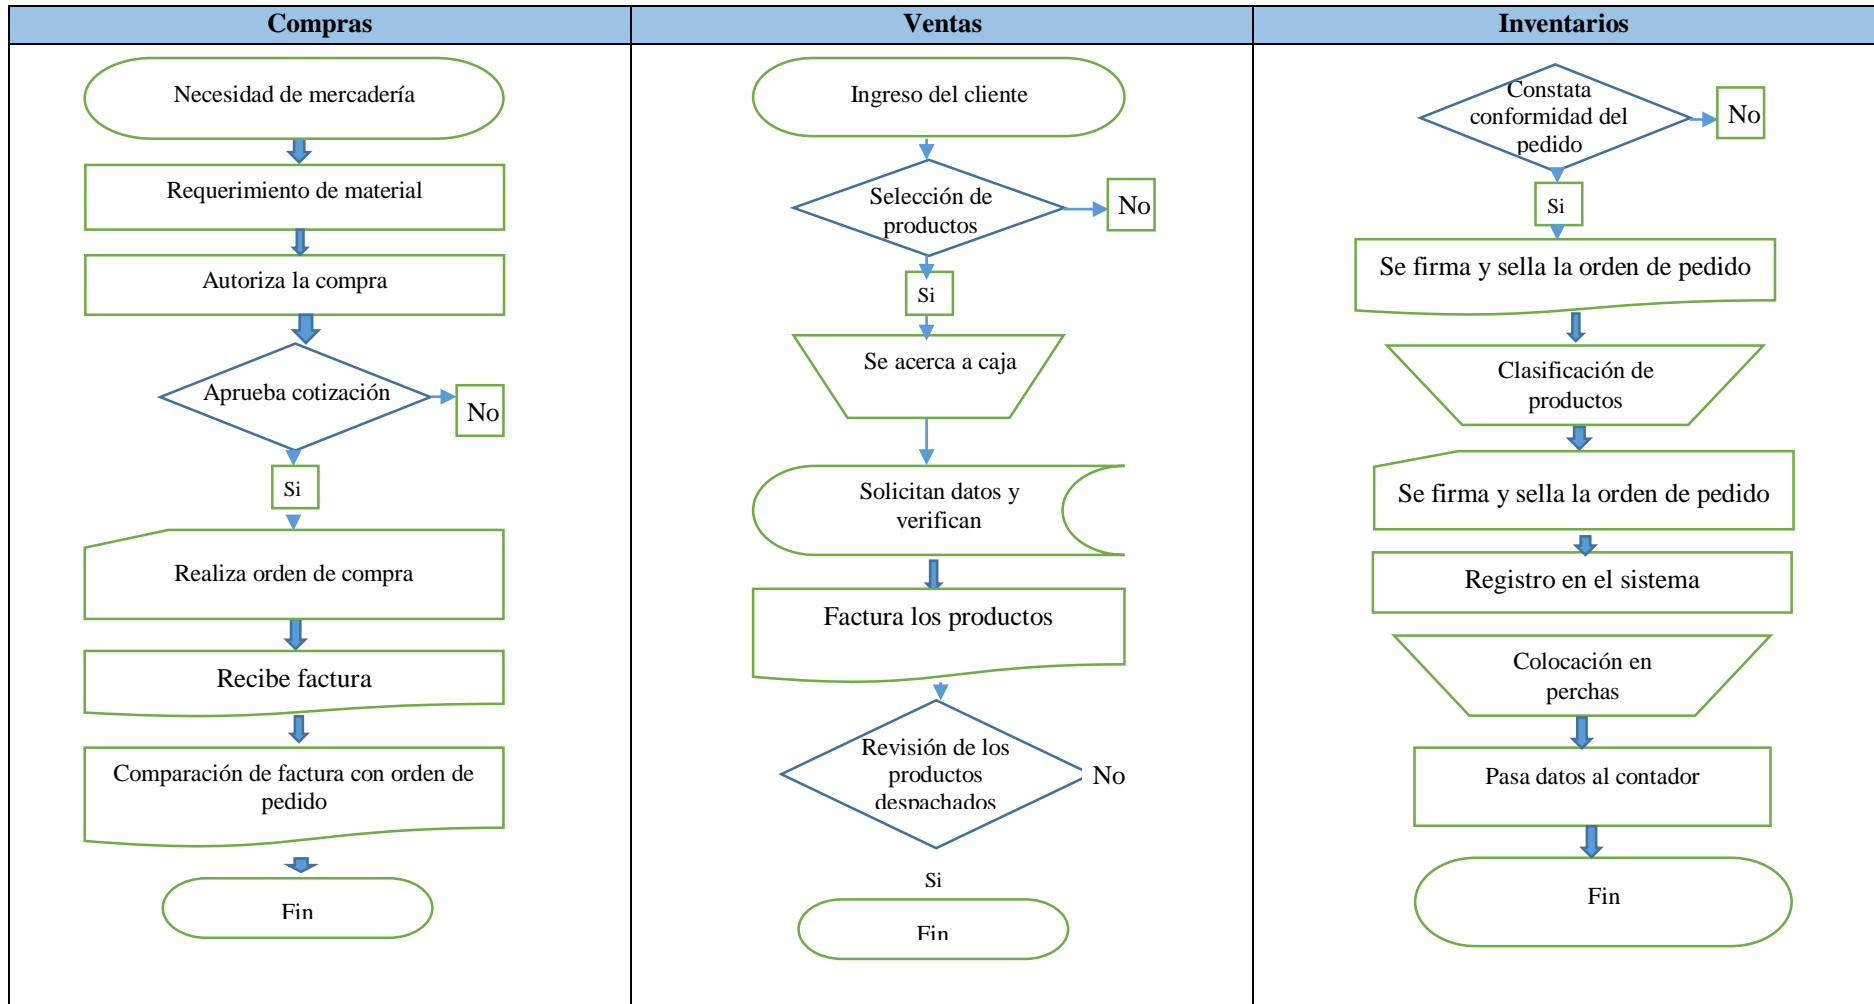 Compras
Necesidad de mercadería
Requerimiento de material
Autoriza la compra
Aprueba cotización
No
Si
Realiza orden de compra
Recibe factura
Comparación de factura con orden de
pedido
Fin
Ventas
Ingreso del cliente
Selección de
productos
No
Si
Se acerca a caja
Solicitan datos y
verifican
Factura los productos
Revisión de los
productos
despachados
No
Si
Fin
Inventarios
Constata
conformidad del
pedido
No
Si
Se firma y sella la orden de pedido
Clasificación de
productos
Se firma y sella la orden de pedido
Registro en el sistema
Colocación en
perchas
Pasa datos al contador
Fin